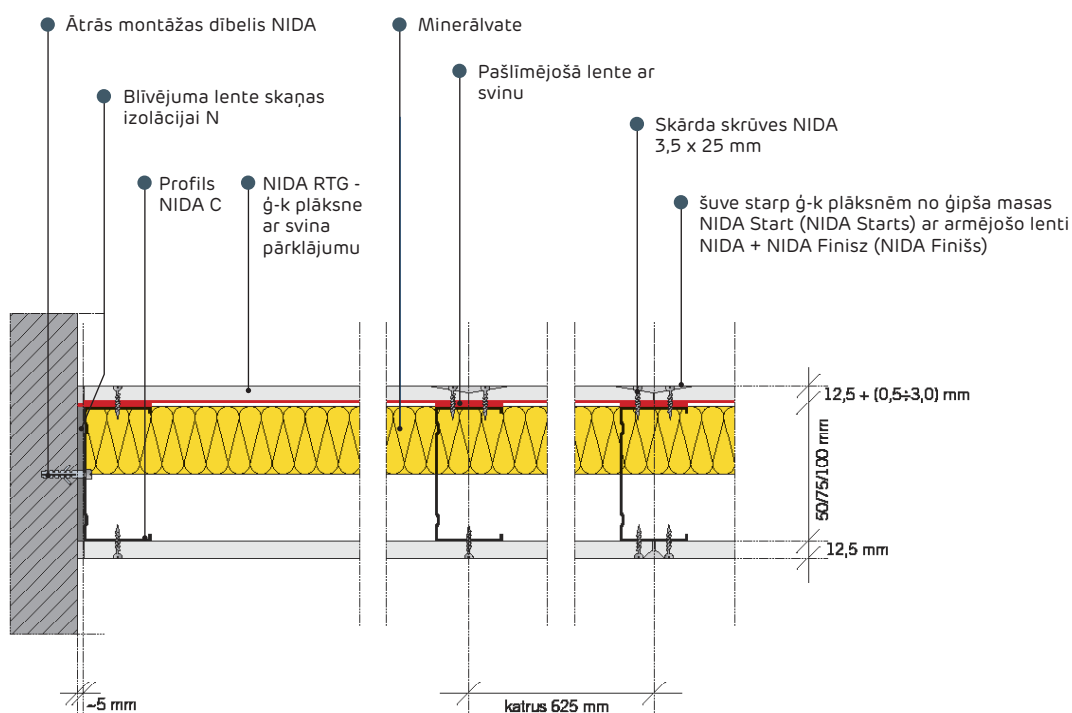 Ātrās montāžas dībelis NIDA
Minerālvate
Pašlīmējošā lente ar
svinu
Blīvējuma lente skaņas
izolācijai N
Skārda skrūves NIDA
3,5 x 25 mm
Profils
NIDA C
NIDA RTG -
ģ-k plāksne
ar svina
pārklājumu
šuve starp ģ-k plāksnēm no ģipša masas
NIDA Start (NIDA Starts) ar armējošo lenti
NIDA + NIDA Finisz (NIDA Finišs)
12,5 + (0,5÷3,0) mm
50/75/100 mm
12,5 mm
~5 mm
katrus 625 mm